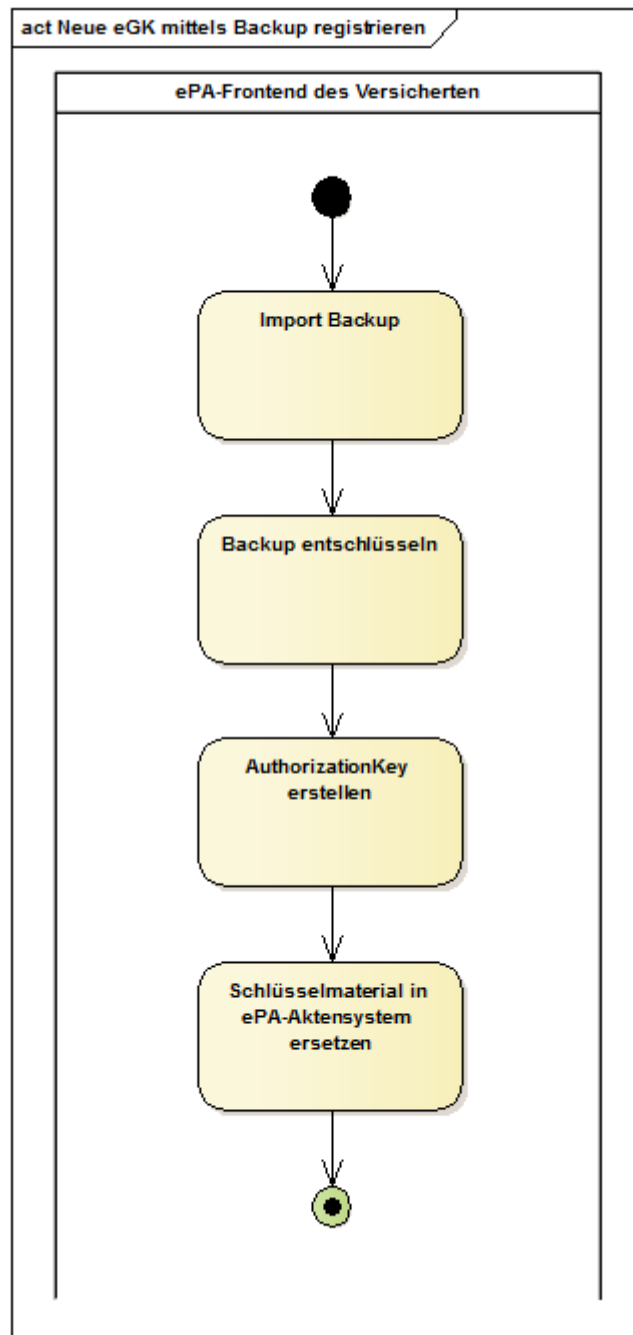 act Neue eGK mittels Backup registrieren
ePA-Frontend des Versicherten
Import Backup
Backup entschlüsseln
AuthorizationKey
erstellen
Schlüsselmaterial in
ePA-Aktensystem
ersetzen